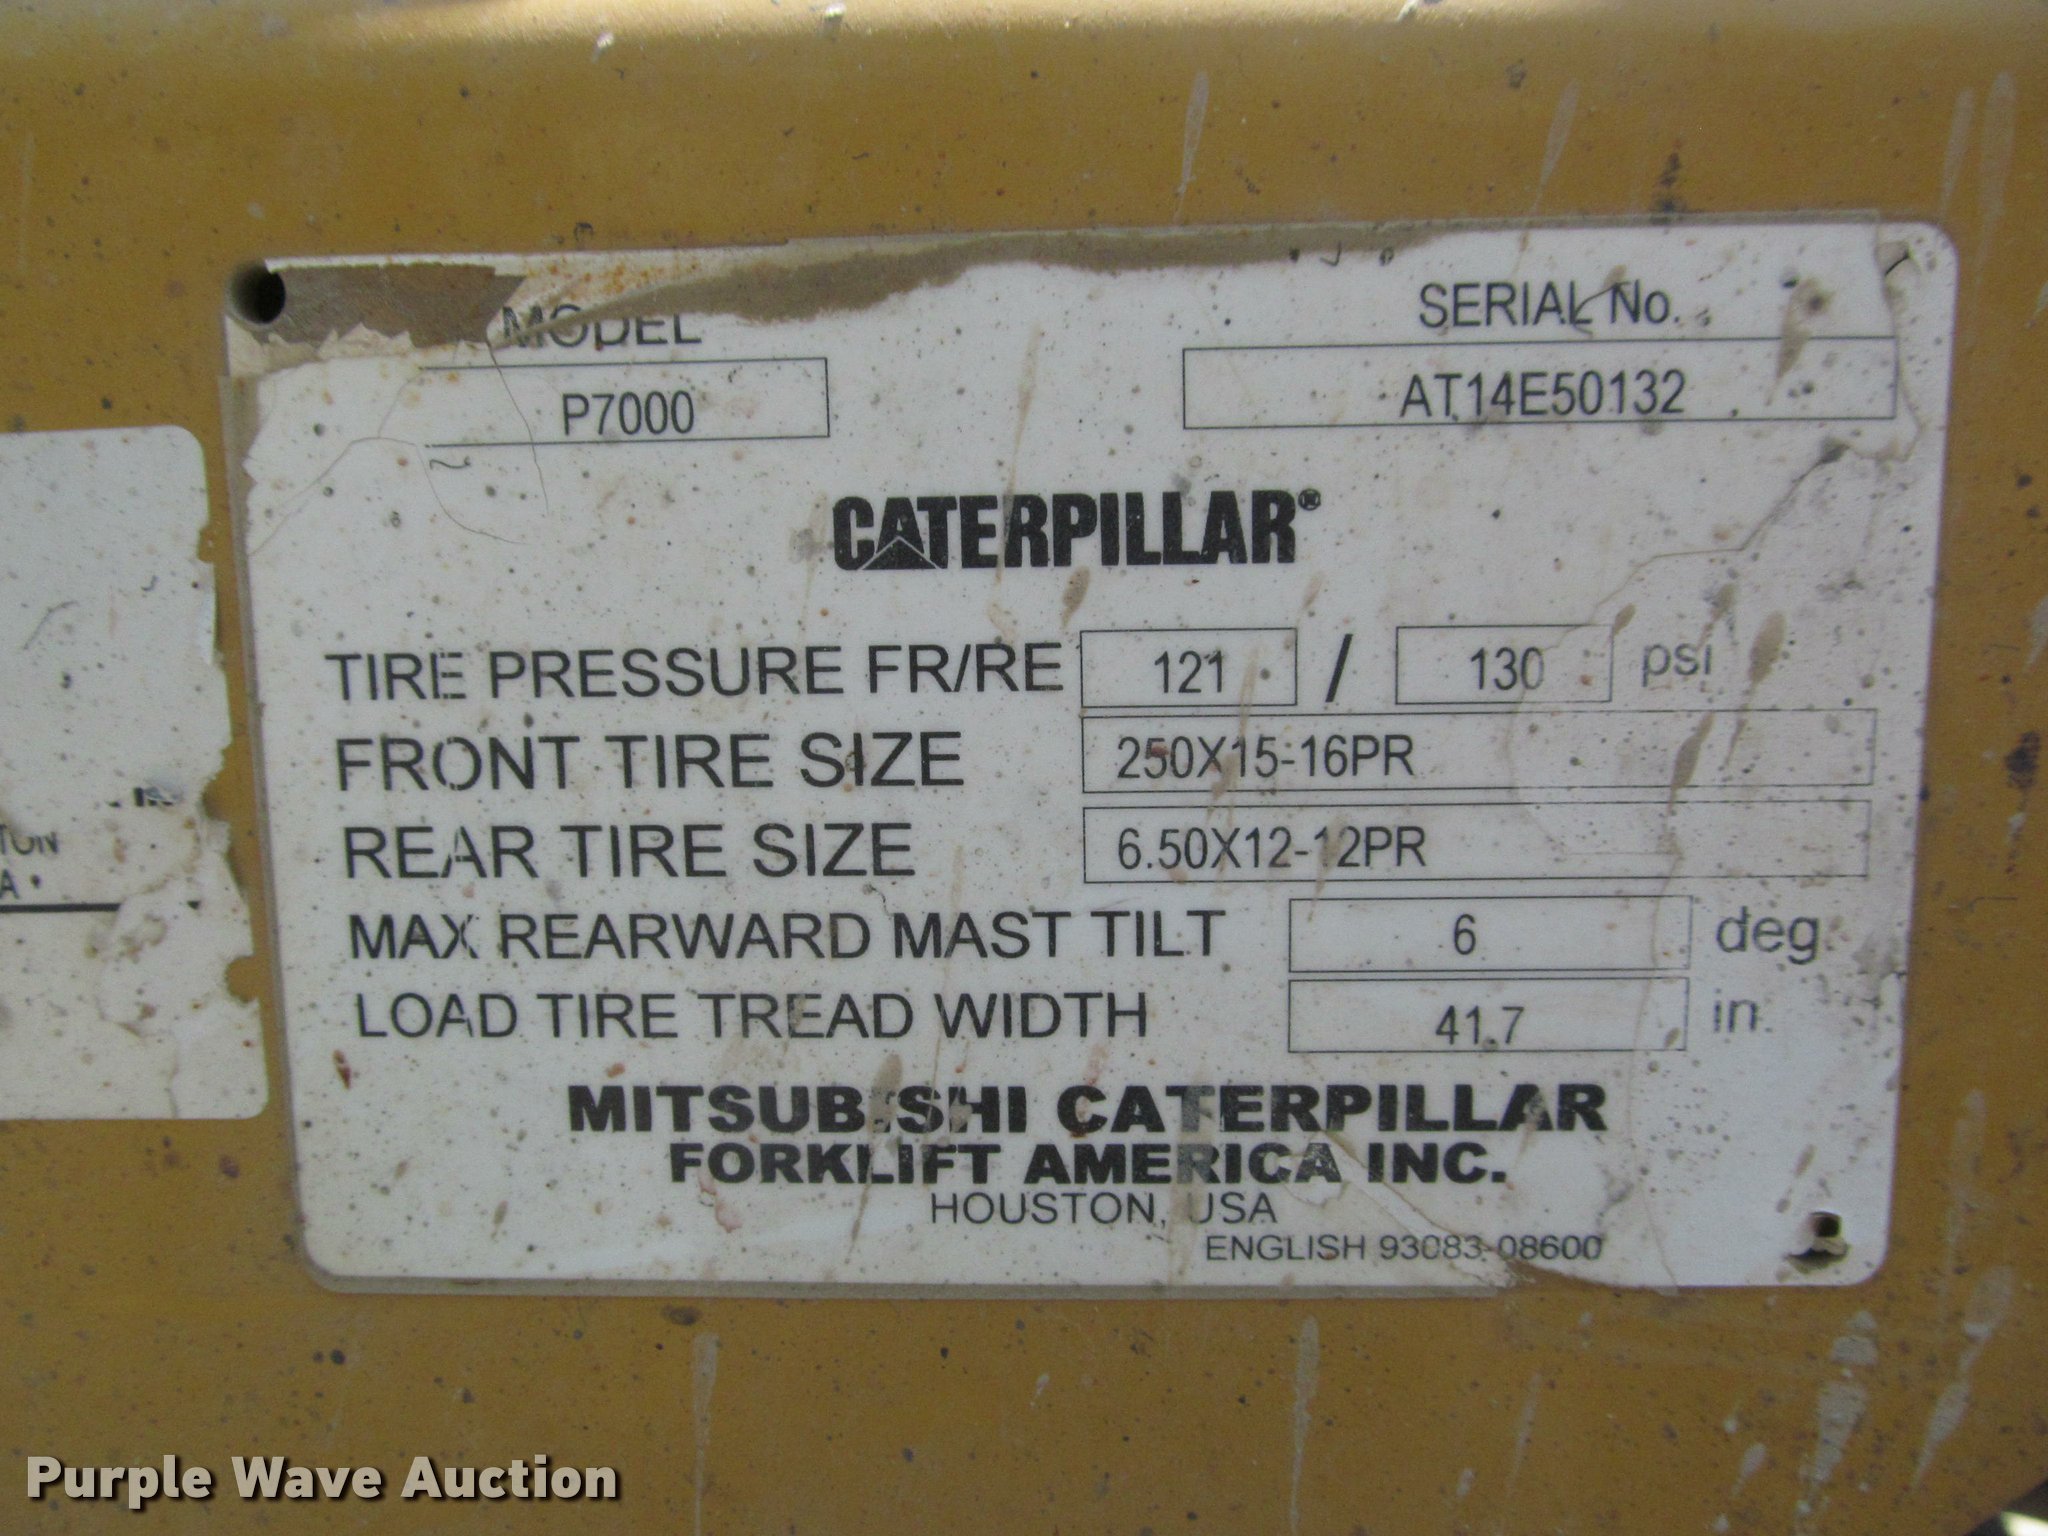 MODEL
P7000
SERIAL No.
AT14E50132
CATERPILLAR®
TIRE PRESSURE FR/RE 121 / 130 psi
FRONT TIRE SIZE 250X15-16PR
REAR TIRE SIZE 6.50X12-12PR
MAX REARWARD MAST TILT 6 deg.
LOAD TIRE TREAD WIDTH 41.7 in.
MITSUBISHI CATERPILLAR
FORKLIFT AMERICA INC.
HOUSTON, USA
ENGLISH 93083-08600
Purple Wave Auction